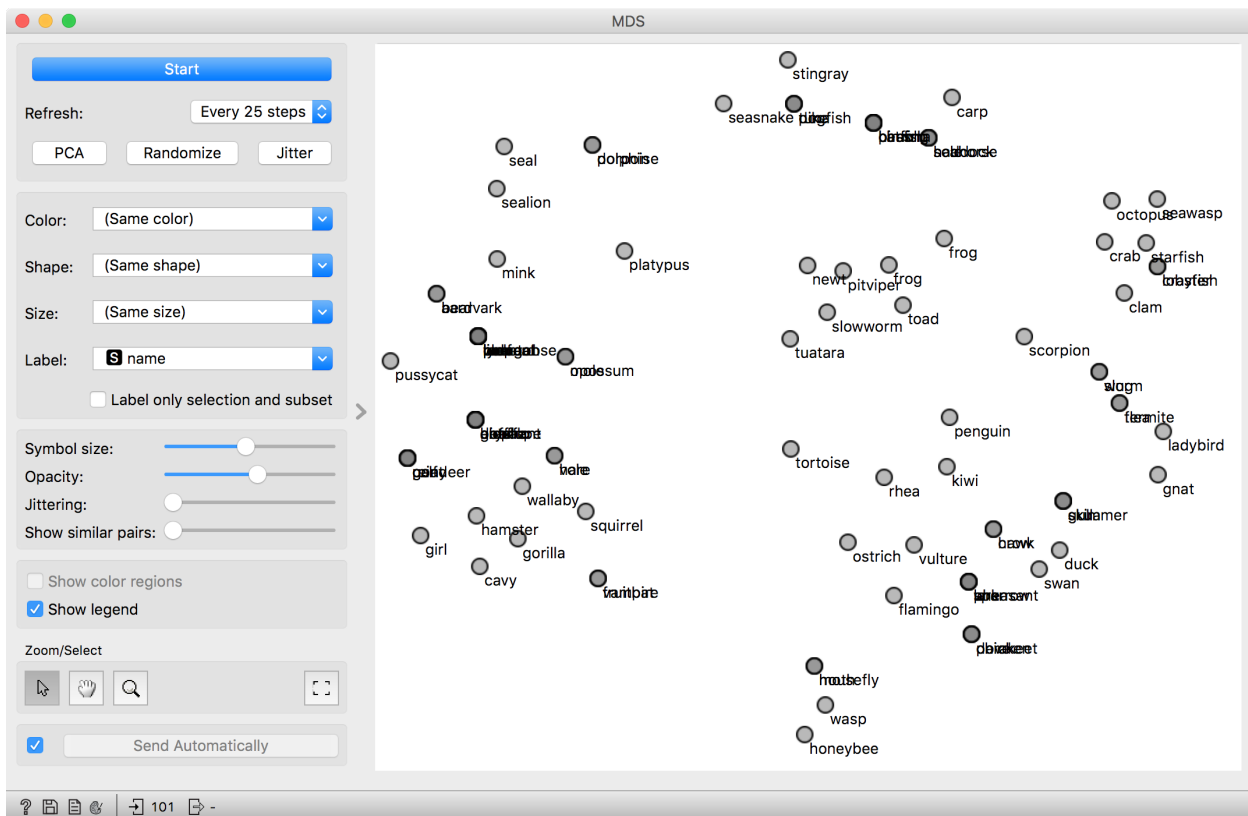 MDS
Start
Refresh: Every 25 steps
PCA Randomize Jitter
Color: (Same color)
Shape: (Same shape)
Size: (Same size)
Label: S name
Label only selection and subset
Symbol size:
Opacity:
Jittering:
Show similar pairs:
Show color regions
Show legend
Zoom/Select
Send Automatically
? 101 -
stingray
seasnake
carp
seal
sealion
octopus
seawasp
crab
starfish
frog
platypus
mink
newt
pitviper
frog
clam
slowworm
toad
tuatara
scorpion
pussycat
penguin
ladybird
tortoise
kiwi
rhea
gnat
wallaby
hamster
squirrel
girl
gorilla
cavy
ostrich
vulture
duck
swan
flamingo
wasp
honeybee